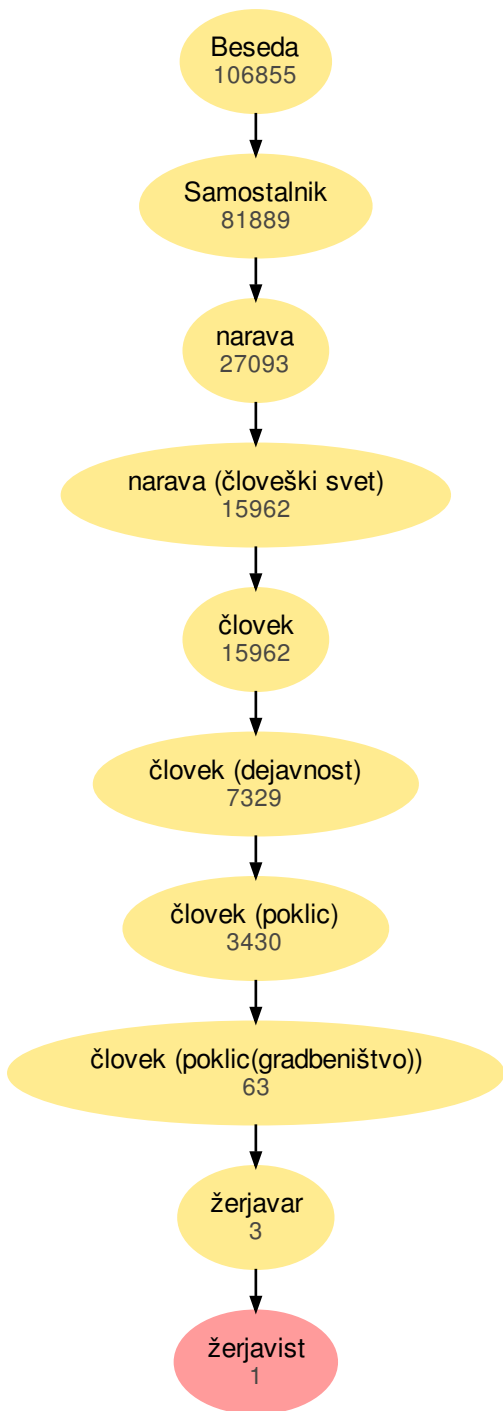 Beseda
106855
Samostalnik
81889
narava
27093
narava (človeški svet)
15962
človek
15962
človek (dejavnost)
7329
človek (poklic)
3430
človek (poklic(gradbeništvo))
63
žerjavar
3
žerjavist
1